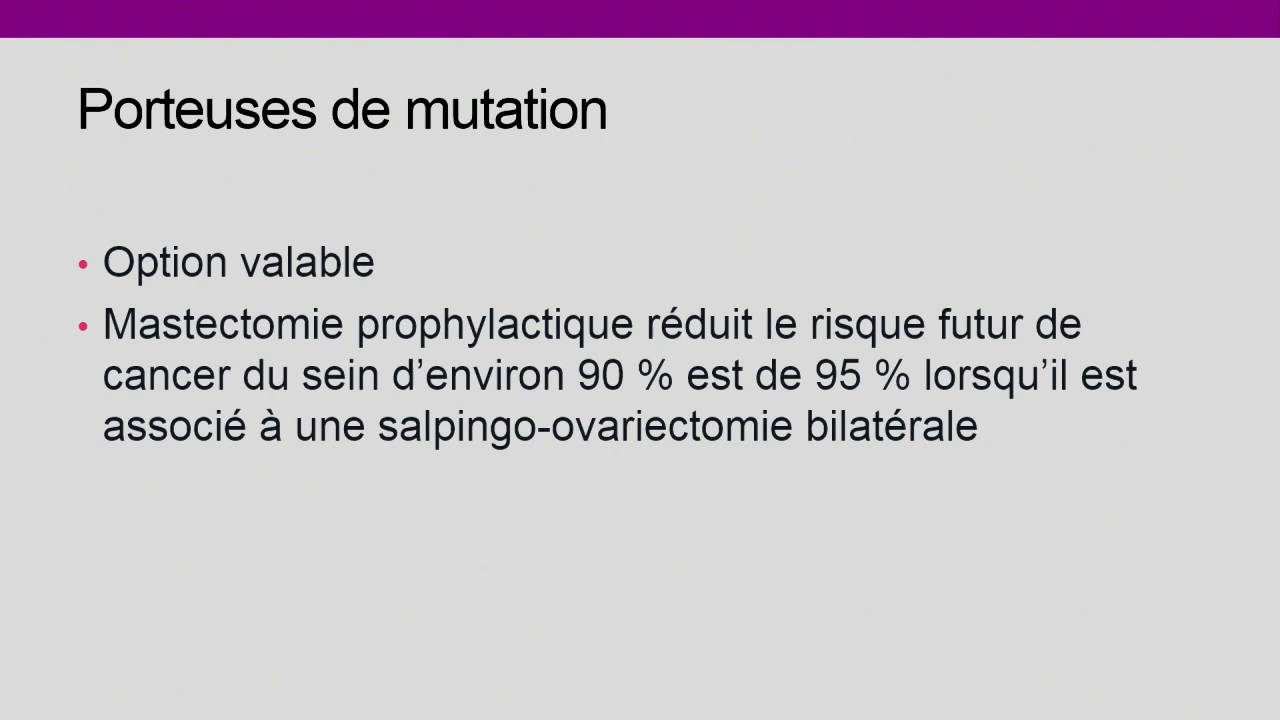 Porteuses de mutation
• Option valable
• Mastectomie prophylactique réduit le risque futur de
cancer du sein d’environ 90 % est de 95 % lorsqu’il est
associé à une salpingo-ovariectomie bilatérale